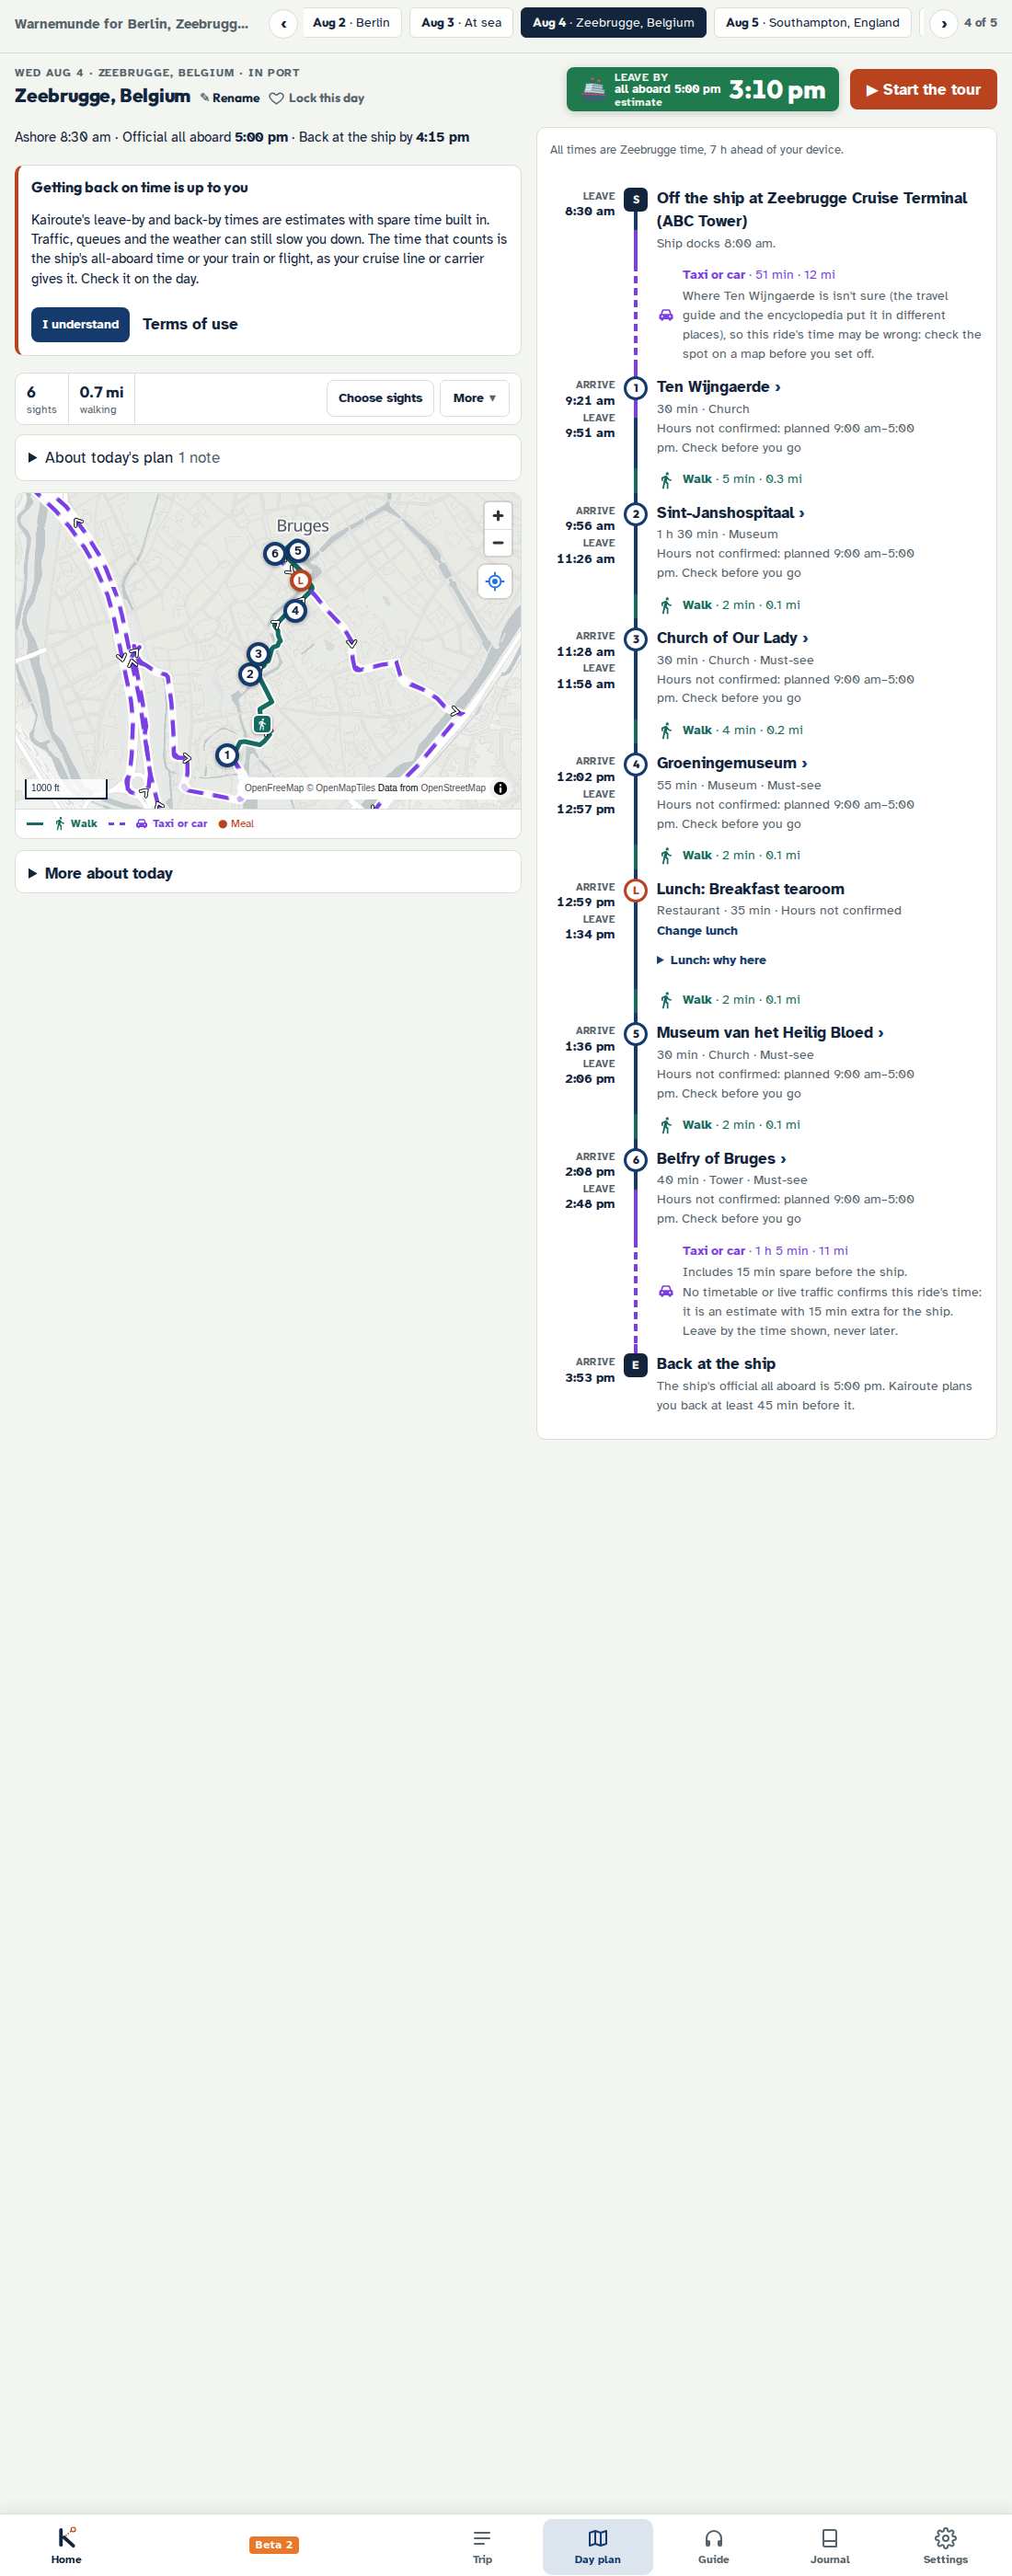 Warnemunde for Berlin, Zeebrugg...
‹
Aug 2 · Berlin
Aug 3 · At sea
Aug 4 · Zeebrugge, Belgium
Aug 5 · Southampton, England
›
4 of 5
WED AUG 4 · ZEEBRUGGE, BELGIUM · IN PORT
Zeebrugge, Belgium
✎ Rename
Lock this day
LEAVE BY
all aboard 5:00 pm
estimate
3:10 pm
▶ Start the tour
Ashore 8:30 am · Official all aboard 5:00 pm · Back at the ship by 4:15 pm
Getting back on time is up to you
Kairoute's leave-by and back-by times are estimates with spare time built in.
Traffic, queues and the weather can still slow you down. The time that counts is
the ship's all-aboard time or your train or flight, as your cruise line or carrier
gives it. Check it on the day.
I understand
Terms of use
6
sights
0.7 mi
walking
Choose sights
More ▼
▶ About today's plan 1 note
Bruges
+
−
6
5
L
4
3
2
1
1000 ft
OpenFreeMap © OpenMapTiles Data from OpenStreetMap
Walk
Taxi or car
Meal
▶ More about today
All times are Zeebrugge time, 7 h ahead of your device.
LEAVE
8:30 am
S
Off the ship at Zeebrugge Cruise Terminal
(ABC Tower)
Ship docks 8:00 am.
Taxi or car · 51 min · 12 mi
Where Ten Wijngaerde is isn't sure (the travel
guide and the encyclopedia put it in different
places), so this ride's time may be wrong: check the
spot on a map before you set off.
ARRIVE
9:21 am
LEAVE
9:51 am
1
Ten Wijngaerde ›
30 min · Church
Hours not confirmed: planned 9:00 am–5:00
pm. Check before you go
Walk · 5 min · 0.3 mi
ARRIVE
9:56 am
LEAVE
11:26 am
2
Sint-Janshospitaal ›
1 h 30 min · Museum
Hours not confirmed: planned 9:00 am–5:00
pm. Check before you go
Walk · 2 min · 0.1 mi
ARRIVE
11:28 am
LEAVE
11:58 am
3
Church of Our Lady ›
30 min · Church · Must-see
Hours not confirmed: planned 9:00 am–5:00
pm. Check before you go
Walk · 4 min · 0.2 mi
ARRIVE
12:02 pm
LEAVE
12:57 pm
4
Groeningemuseum ›
55 min · Museum · Must-see
Hours not confirmed: planned 9:00 am–5:00
pm. Check before you go
Walk · 2 min · 0.1 mi
ARRIVE
12:59 pm
LEAVE
1:34 pm
L
Lunch: Breakfast tearoom
Restaurant · 35 min · Hours not confirmed
Change lunch
▶ Lunch: why here
Walk · 2 min · 0.1 mi
ARRIVE
1:36 pm
LEAVE
2:06 pm
5
Museum van het Heilig Bloed ›
30 min · Church · Must-see
Hours not confirmed: planned 9:00 am–5:00
pm. Check before you go
Walk · 2 min · 0.1 mi
ARRIVE
2:08 pm
LEAVE
2:48 pm
6
Belfry of Bruges ›
40 min · Tower · Must-see
Hours not confirmed: planned 9:00 am–5:00
pm. Check before you go
Taxi or car · 1 h 5 min · 11 mi
Includes 15 min spare before the ship.
No timetable or live traffic confirms this ride's time:
it is an estimate with 15 min extra for the ship.
Leave by the time shown, never later.
ARRIVE
3:53 pm
E
Back at the ship
The ship's official all aboard is 5:00 pm. Kairoute plans
you back at least 45 min before it.
Home
Beta 2
Trip
Day plan
Guide
Journal
Settings